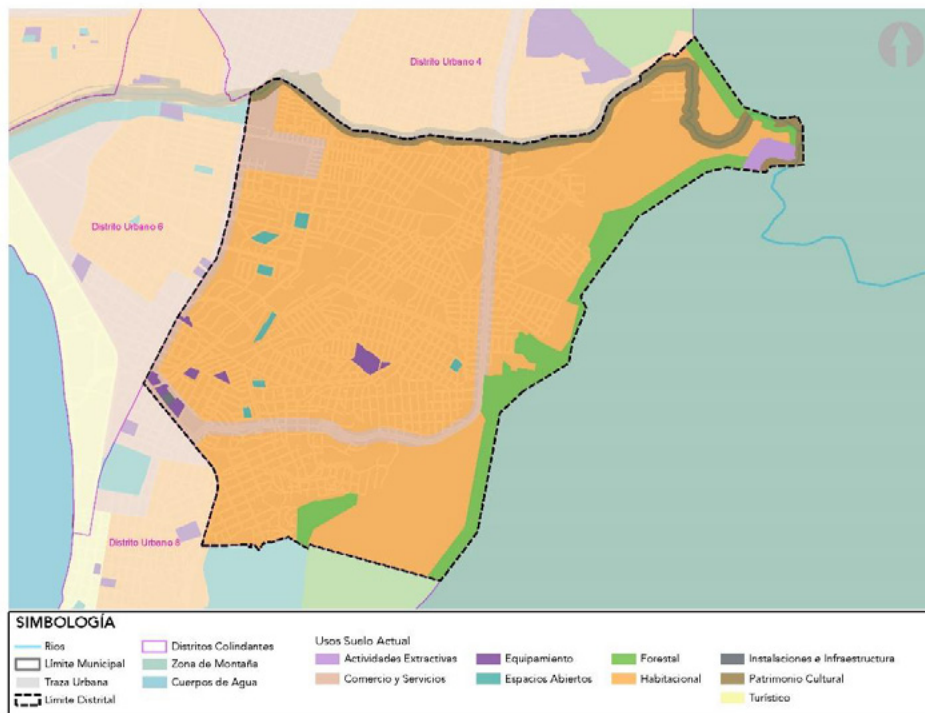 Distrito Urbano 4
Distrito Urbano 6
Distrito Urbano 8
SIMBOLOGÍA
Ríos
Límite Municipal
Traza Urbana
Límite Distrital
Distritos Colindantes
Zona de Montaña
Cuerpos de Agua
Usos Suelo Actual
Actividades Extractivas
Comercio y Servicios
Equipamiento
Espacios Abiertos
Forestal
Habitacional
Instalaciones e Infraestructura
Patrimonio Cultural
Turístico